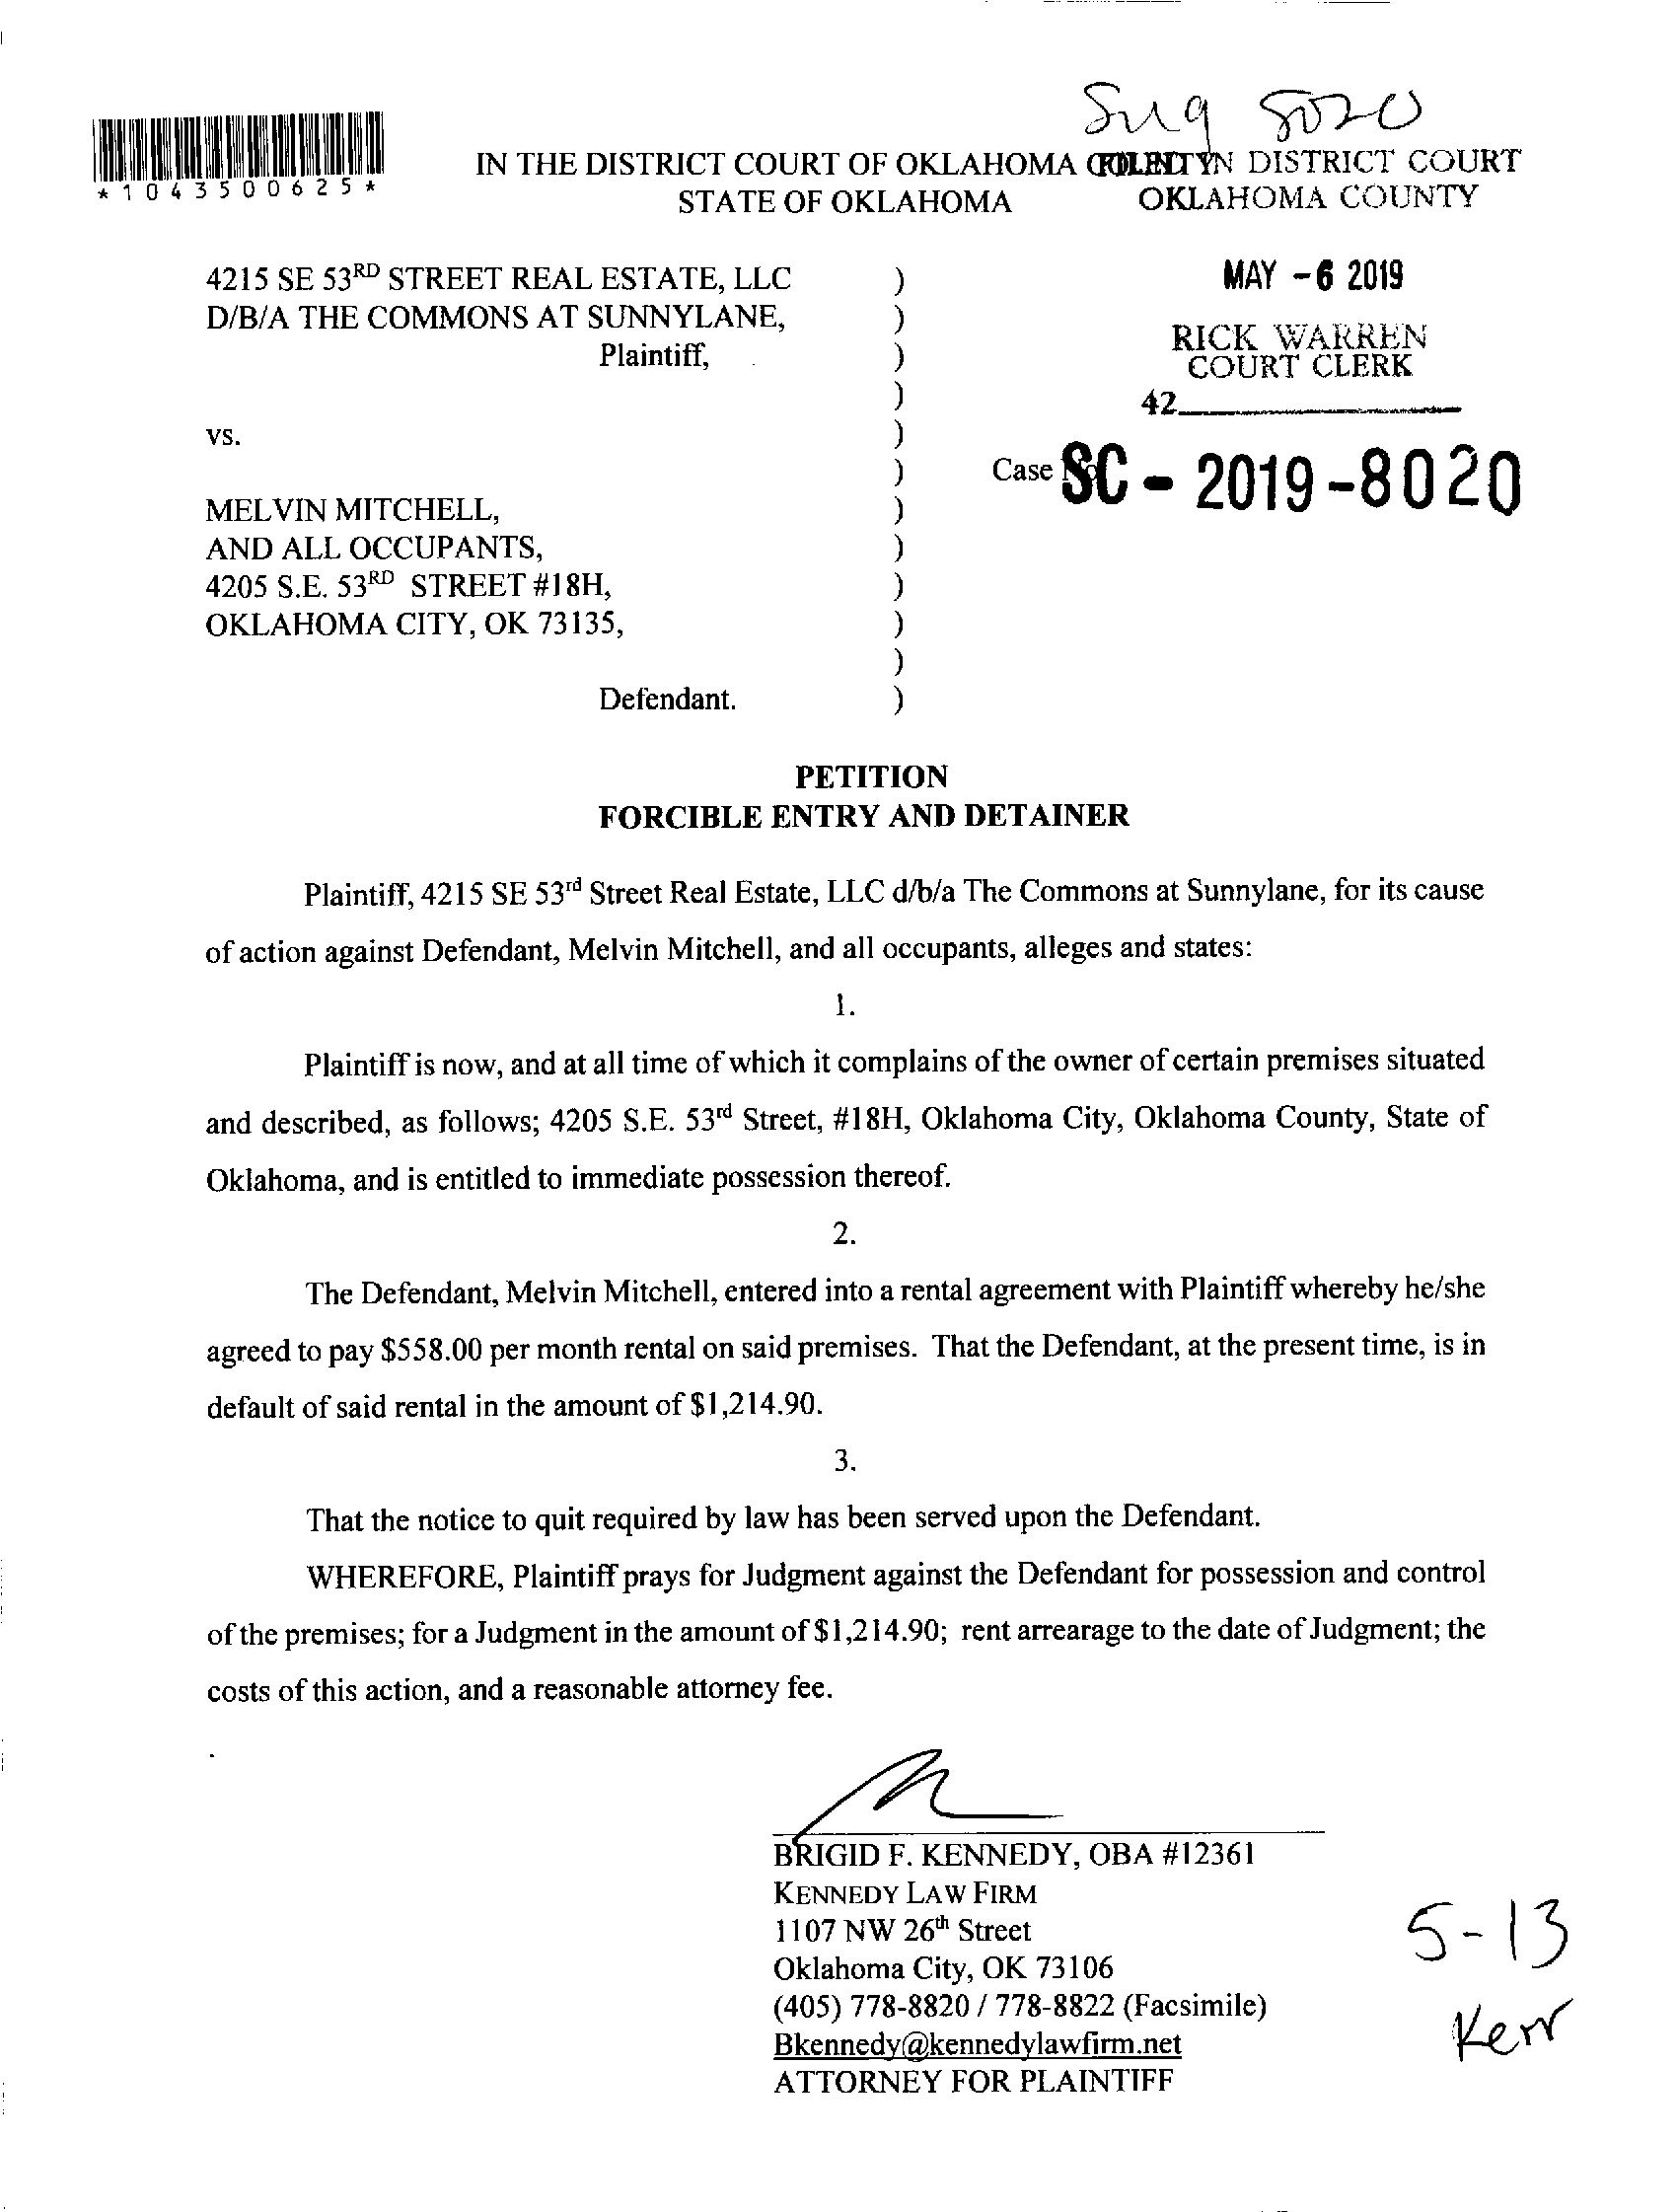 8020
*1043500625*
IN THE DISTRICT COURT OF OKLAHOMA COUNTY
FILED IN DISTRICT COURT
STATE OF OKLAHOMA
OKLAHOMA COUNTY
4215 SE 53RD STREET REAL ESTATE, LLC )
D/B/A THE COMMONS AT SUNNYLANE, )
Plaintiff, )
)
MAY -6 2019
RICK WARREN
COURT CLERK
42
vs. )
)
Case No. SC - 2019-8020
MELVIN MITCHELL, )
AND ALL OCCUPANTS, )
4205 S.E. 53RD STREET #18H, )
OKLAHOMA CITY, OK 73135, )
)
Defendant. )
PETITION
FORCIBLE ENTRY AND DETAINER
Plaintiff, 4215 SE 53rd Street Real Estate, LLC d/b/a The Commons at Sunnylane, for its cause
of action against Defendant, Melvin Mitchell, and all occupants, alleges and states:
1.
Plaintiff is now, and at all time of which it complains of the owner of certain premises situated
and described, as follows; 4205 S.E. 53rd Street, #18H, Oklahoma City, Oklahoma County, State of
Oklahoma, and is entitled to immediate possession thereof.
2.
The Defendant, Melvin Mitchell, entered into a rental agreement with Plaintiff whereby he/she
agreed to pay $558.00 per month rental on said premises. That the Defendant, at the present time, is in
default of said rental in the amount of $1,214.90.
3.
That the notice to quit required by law has been served upon the Defendant.
WHEREFORE, Plaintiff prays for Judgment against the Defendant for possession and control
of the premises; for a Judgment in the amount of $1,214.90; rent arrearage to the date of Judgment; the
costs of this action, and a reasonable attorney fee.
BRIGID F. KENNEDY, OBA #12361
KENNEDY LAW FIRM
1107 NW 26th Street
Oklahoma City, OK 73106
(405) 778-8820 / 778-8822 (Facsimile)
Bkennedy@kennedylawfirm.net
ATTORNEY FOR PLAINTIFF
5-13
Kerr